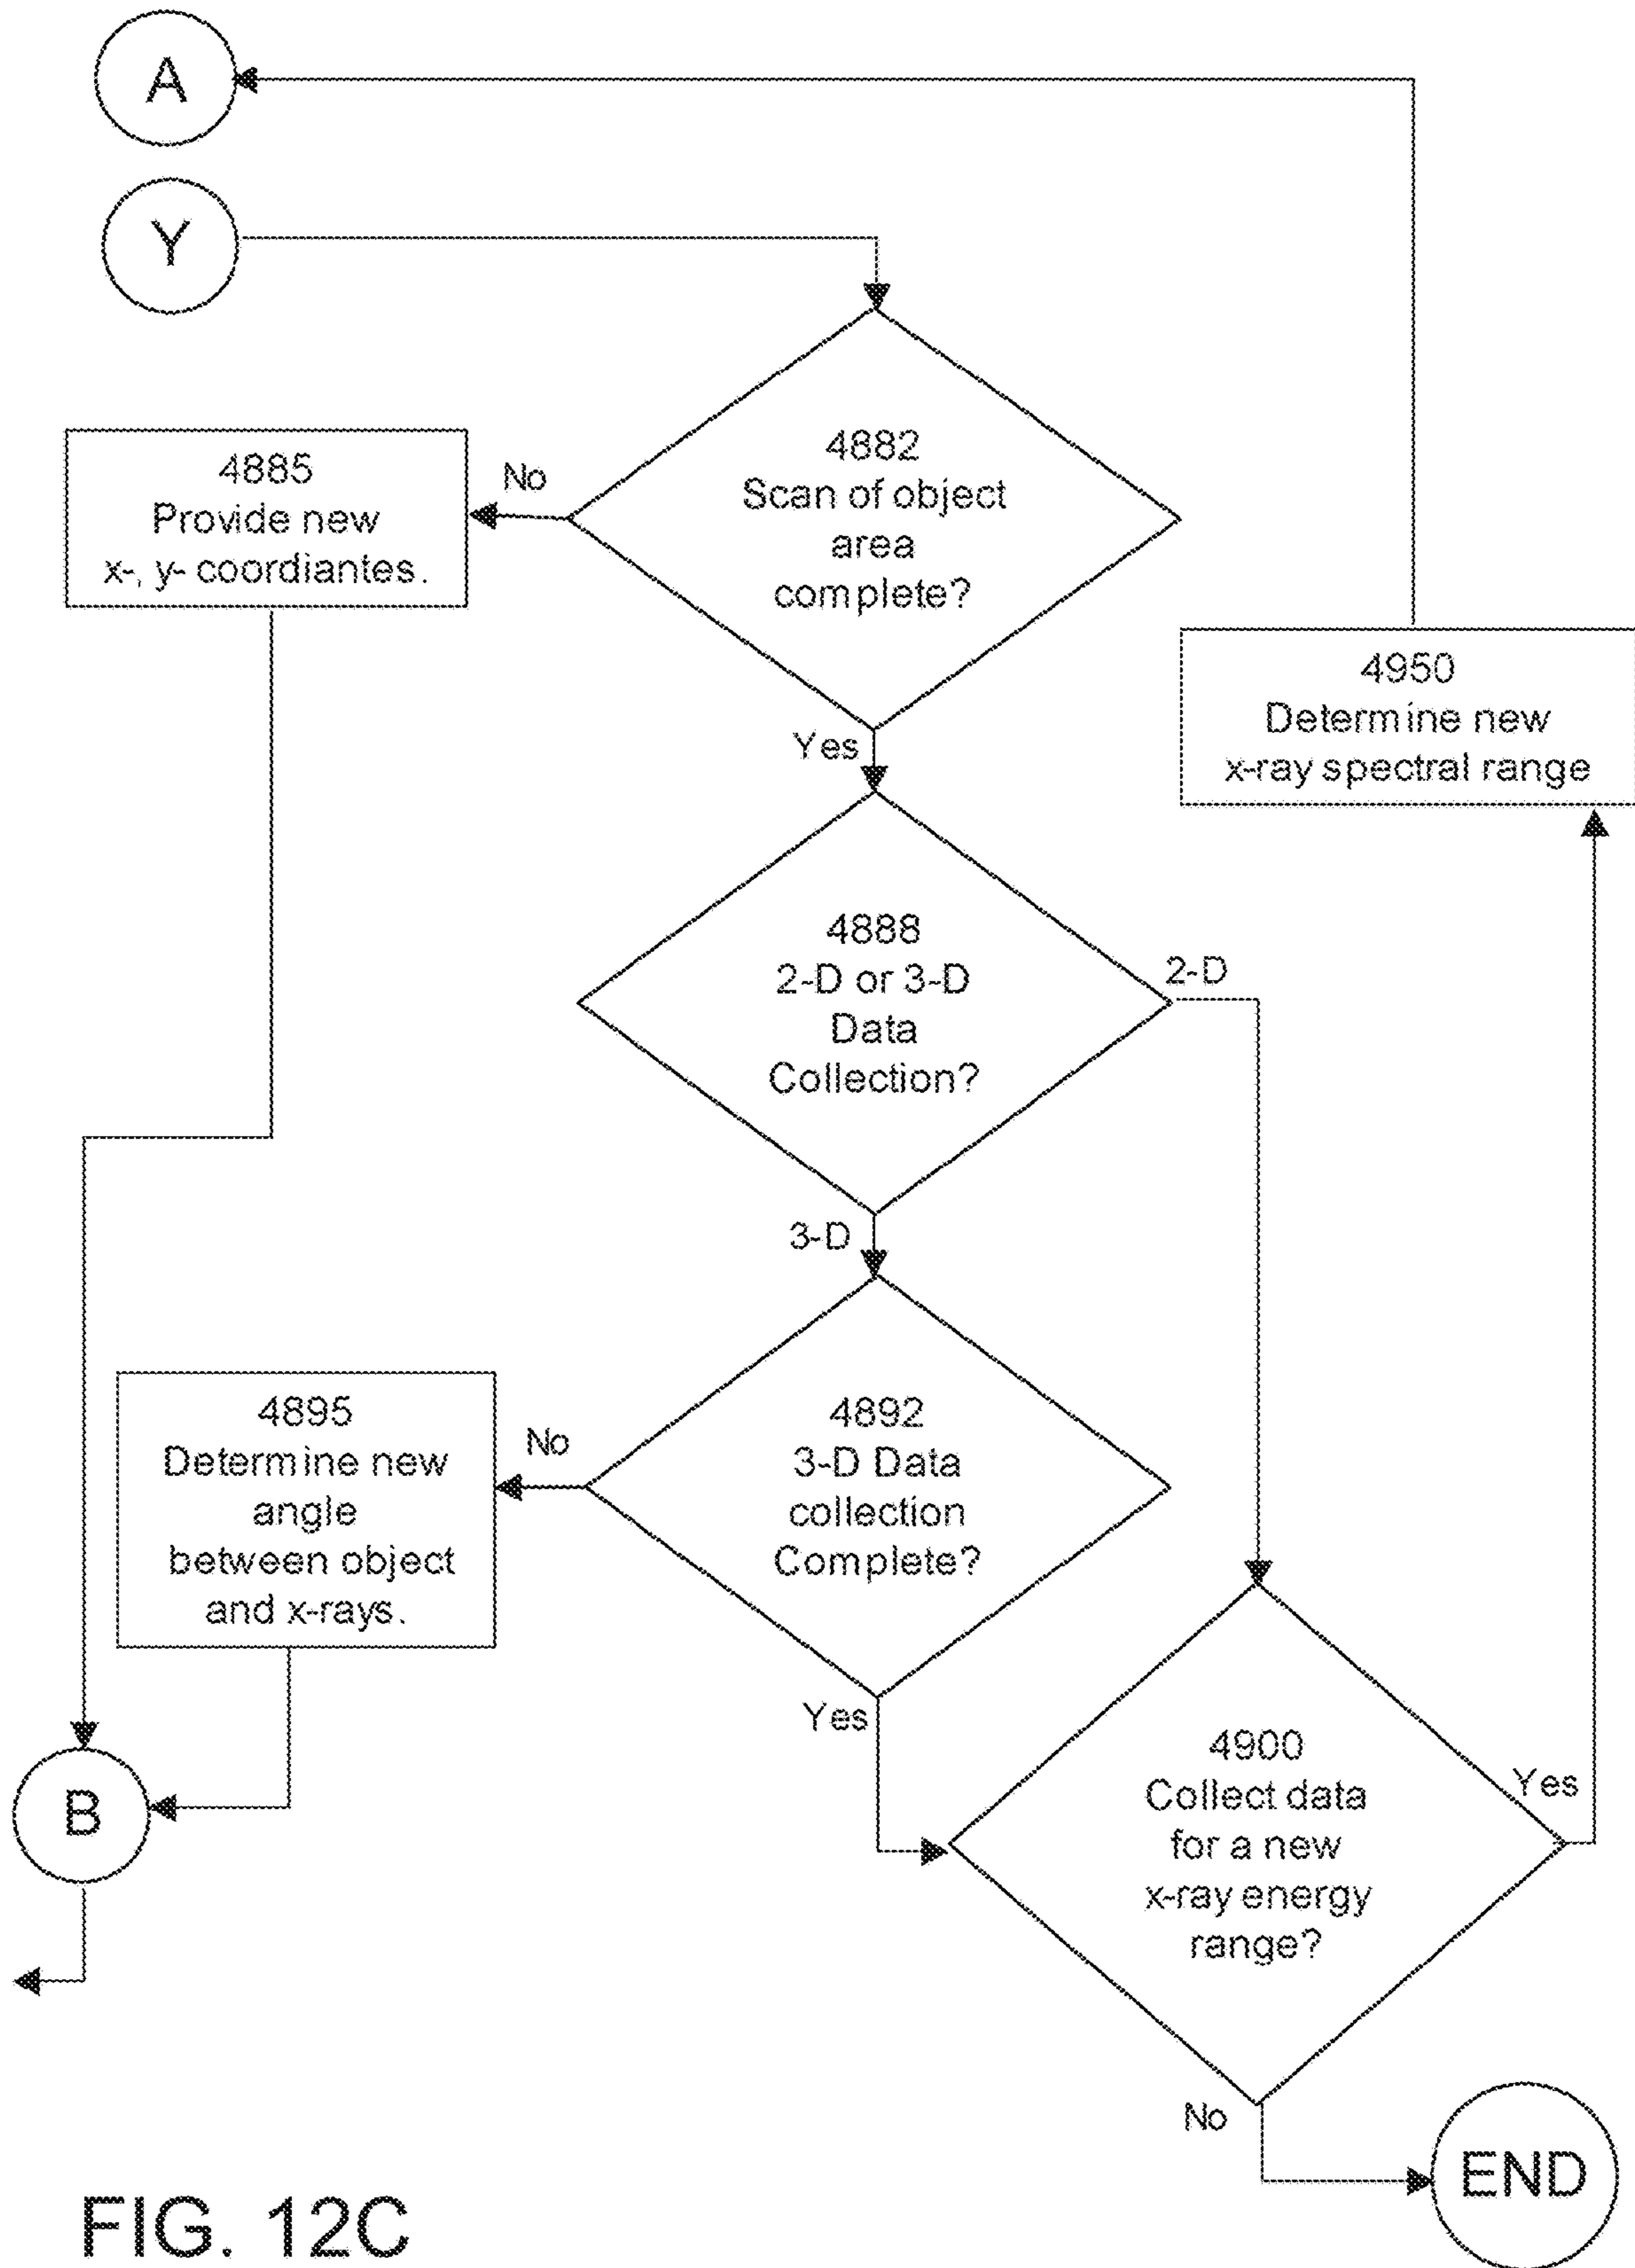 A
Y
4882
Scan of object
area
complete?
No
4885
Provide new
x-, y- coordiantes.
Yes
4950
Determine new
x-ray spectral range
4888
2-D or 3-D
Data
Collection?
2-D
3-D
4892
3-D Data
collection
Complete?
No
4895
Determine new
angle
between object
and x-rays.
Yes
B
4900
Collect data
for a new
x-ray energy
range?
Yes
No
END
FIG. 12C